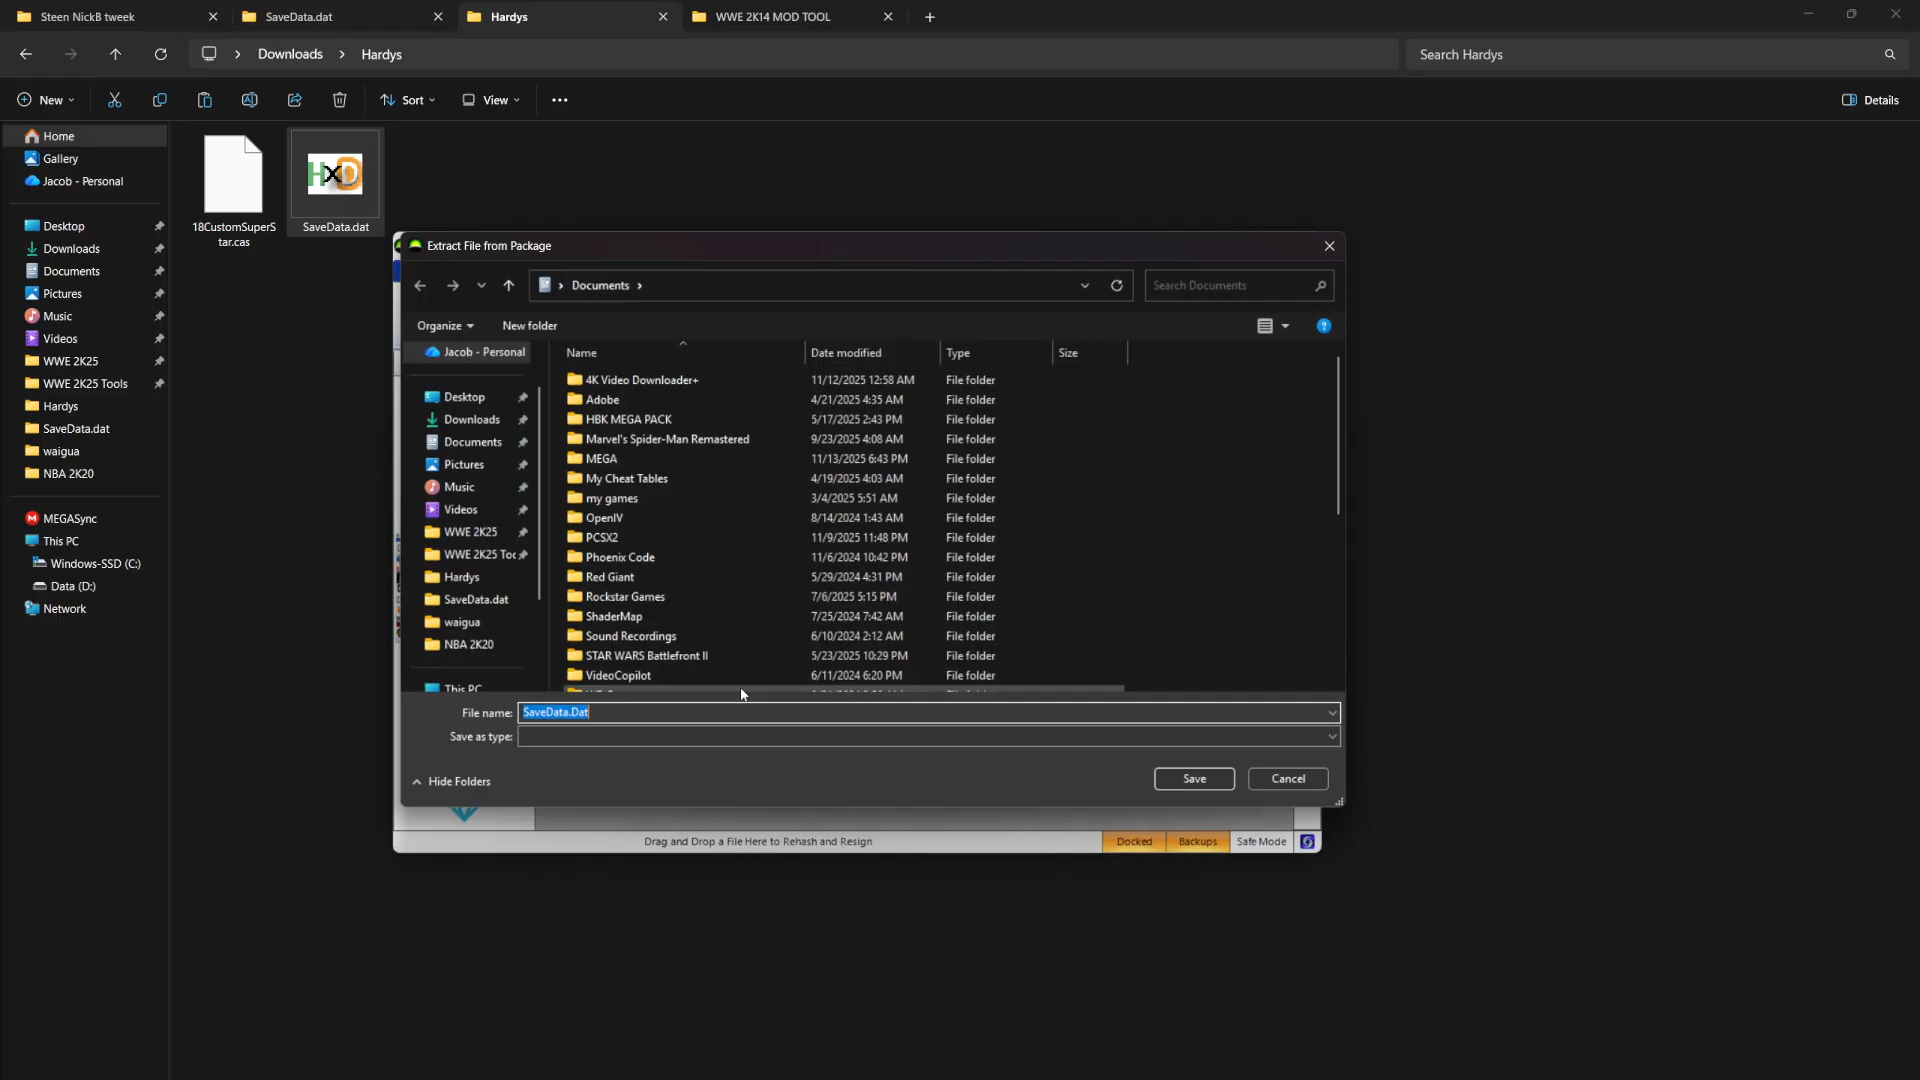 Steen NickB tweek
SaveData.dat
Hardys
WWE 2K14 MOD TOOL
Downloads
Hardys
Search Hardys
New
Sort
View
Details
Home
Gallery
Jacob - Personal
Desktop
Downloads
Documents
Pictures
Music
Videos
WWE 2K25
WWE 2K25 Tools
Hardys
SaveData.dat
waigua
NBA 2K20
MEGASync
This PC
Windows-SSD (C:)
Data (D:)
Network
18CustomSuperS
tar.cas
HxD
SaveData.dat
Extract File from Package
Documents
Search Documents
Organize
New folder
Jacob - Personal
Desktop
Downloads
Documents
Pictures
Music
Videos
WWE 2K25
WWE 2K25 Toc
Hardys
SaveData.dat
waigua
NBA 2K20
This PC
Name Date modified Type Size
4K Video Downloader+ 11/12/2025 12:58 AM File folder
Adobe 4/21/2025 4:35 AM File folder
HBK MEGA PACK 5/17/2025 2:43 PM File folder
Marvel's Spider-Man Remastered 9/23/2025 4:08 AM File folder
MEGA 11/13/2025 6:43 PM File folder
My Cheat Tables 4/19/2025 4:03 AM File folder
my games 3/4/2025 5:51 AM File folder
OpenIV 8/14/2024 1:43 AM File folder
PCSX2 11/9/2025 11:48 PM File folder
Phoenix Code 11/6/2024 10:42 PM File folder
Red Giant 5/29/2024 4:31 PM File folder
Rockstar Games 7/6/2025 5:15 PM File folder
ShaderMap 7/25/2024 7:42 AM File folder
Sound Recordings 6/10/2024 2:12 AM File folder
STAR WARS Battlefront II 5/23/2025 10:29 PM File folder
VideoCopilot 6/11/2024 6:20 PM File folder
File name: SaveData.Dat
Save as type:
Hide Folders
Save
Cancel
Drag and Drop a File Here to Rehash and Resign
Docked
Backups
Safe Mode